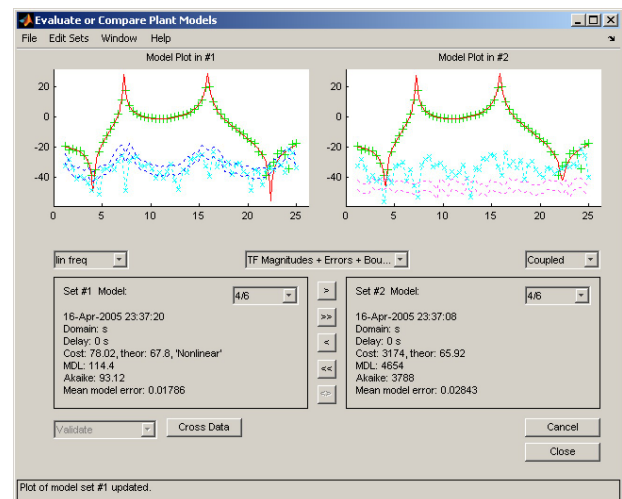 Evaluate or Compare Plant Models
File Edit Sets Window Help
Model Plot in #1
Model Plot in #2
20
0
-20
-40
0 5 10 15 20 25
20
0
-20
-40
0 5 10 15 20 25
lin freq
TF Magnitudes + Errors + Bou...
Coupled
Set #1 Model:
4/6
16-Apr-2005 23:37:20
Domain: s
Delay: 0 s
Cost: 78.02, theor: 67.8, 'Nonlinear'
MDL: 114.4
Akaike: 93.12
Mean model error: 0.01786
>
>>
<
<<
<>
Set #2 Model:
4/6
16-Apr-2005 23:37:08
Domain: s
Delay: 0 s
Cost: 3174, theor: 65.92
MDL: 4654
Akaike: 3788
Mean model error: 0.02843
Validate
Cross Data
Cancel
Close
Plot of model set #1 updated.